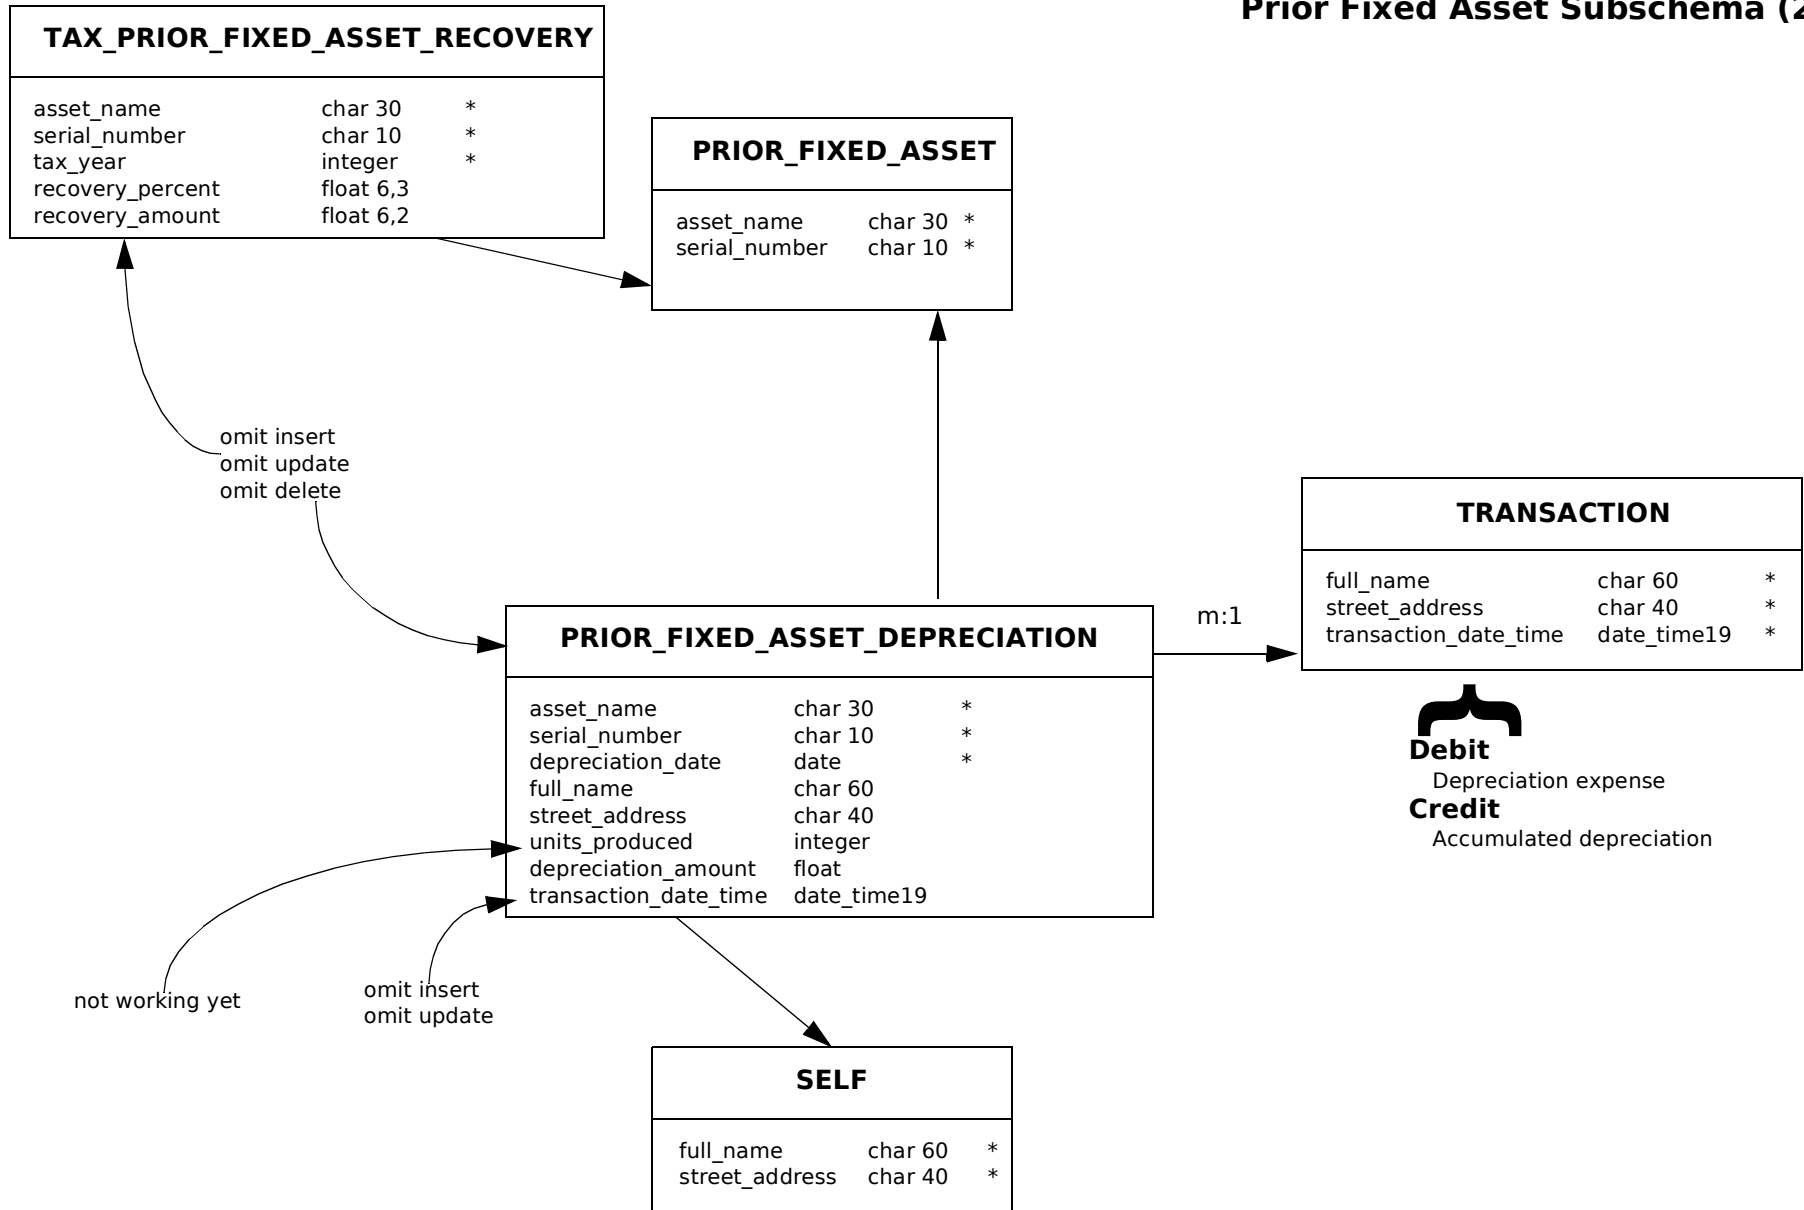 Prior Fixed Asset Subschema (2
TAX_PRIOR_FIXED_ASSET_RECOVERY
asset_name char 30 *
serial_number char 10 *
tax_year integer *
recovery_percent float 6,3
recovery_amount float 6,2
PRIOR_FIXED_ASSET
asset_name char 30 *
serial_number char 10 *
omit insert
omit update
omit delete
TRANSACTION
full_name char 60 *
street_address char 40 *
transaction_date_time date_time19 *
m:1
PRIOR_FIXED_ASSET_DEPRECIATION
asset_name char 30 *
serial_number char 10 *
depreciation_date date *
full_name char 60
street_address char 40
units_produced integer
depreciation_amount float
transaction_date_time date_time19
{
Debit
Depreciation expense
Credit
Accumulated depreciation
not working yet
omit insert
omit update
SELF
full_name char 60 *
street_address char 40 *